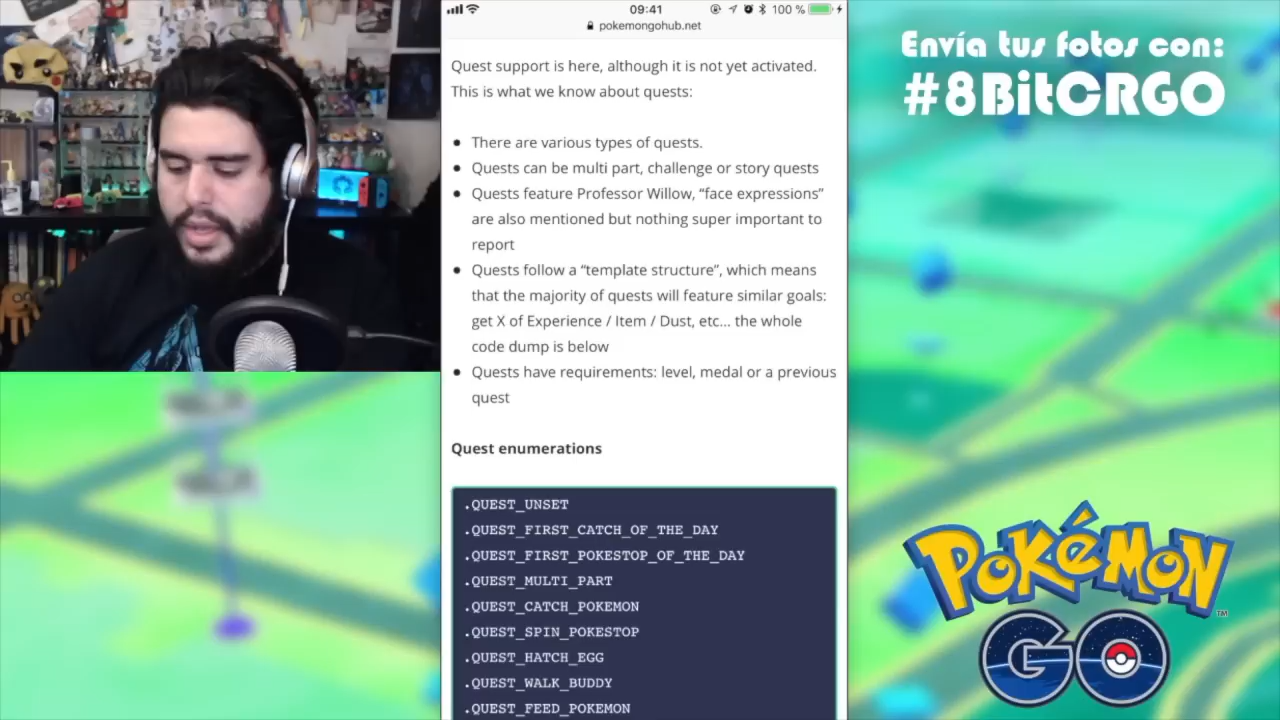 09:41
100 %
pokemongohub.net
Envía tus fotos con:
#8BitCRGO
Quest support is here, although it is not yet activated.
This is what we know about quests:
There are various types of quests.
Quests can be multi part, challenge or story quests
Quests feature Professor Willow, “face expressions”
are also mentioned but nothing super important to
report
Quests follow a “template structure”, which means
that the majority of quests will feature similar goals:
get X of Experience / Item / Dust, etc... the whole
code dump is below
Quests have requirements: level, medal or a previous
quest
Quest enumerations
.QUEST_UNSET
.QUEST_FIRST_CATCH_OF_THE_DAY
.QUEST_FIRST_POKESTOP_OF_THE_DAY
.QUEST_MULTI_PART
.QUEST_CATCH_POKEMON
.QUEST_SPIN_POKESTOP
.QUEST_HATCH_EGG
.QUEST_WALK_BUDDY
.QUEST_FEED_POKEMON
POKéMON
TM
GO